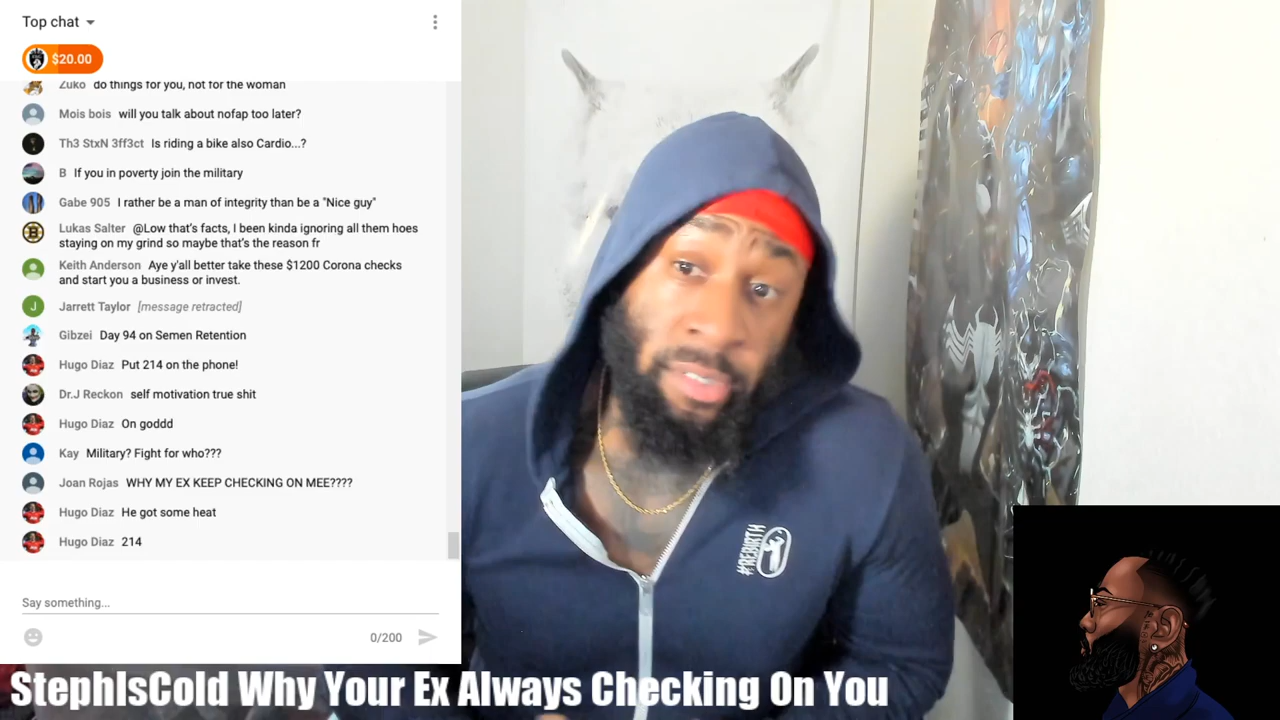 Top chat
$20.00
Zuko do things for you, not for the woman
Mois bois will you talk about nofap too later?
Th3 StxN 3ff3ct Is riding a bike also Cardio...?
B If you in poverty join the military
Gabe 905 I rather be a man of integrity than be a "Nice guy"
Lukas Salter @Low that's facts, I been kinda ignoring all them hoes
staying on my grind so maybe that's the reason fr
Keith Anderson Aye y'all better take these $1200 Corona checks
and start you a business or invest.
J Jarrett Taylor [message retracted]
Gibzei Day 94 on Semen Retention
Hugo Diaz Put 214 on the phone!
Dr.J Reckon self motivation true shit
Hugo Diaz On goddd
Kay Military? Fight for who???
Joan Rojas WHY MY EX KEEP CHECKING ON MEE????
Hugo Diaz He got some heat
Hugo Diaz 214
Say something...
0/200
#REBIRTH
StephIsCold Why Your Ex Always Checking On You